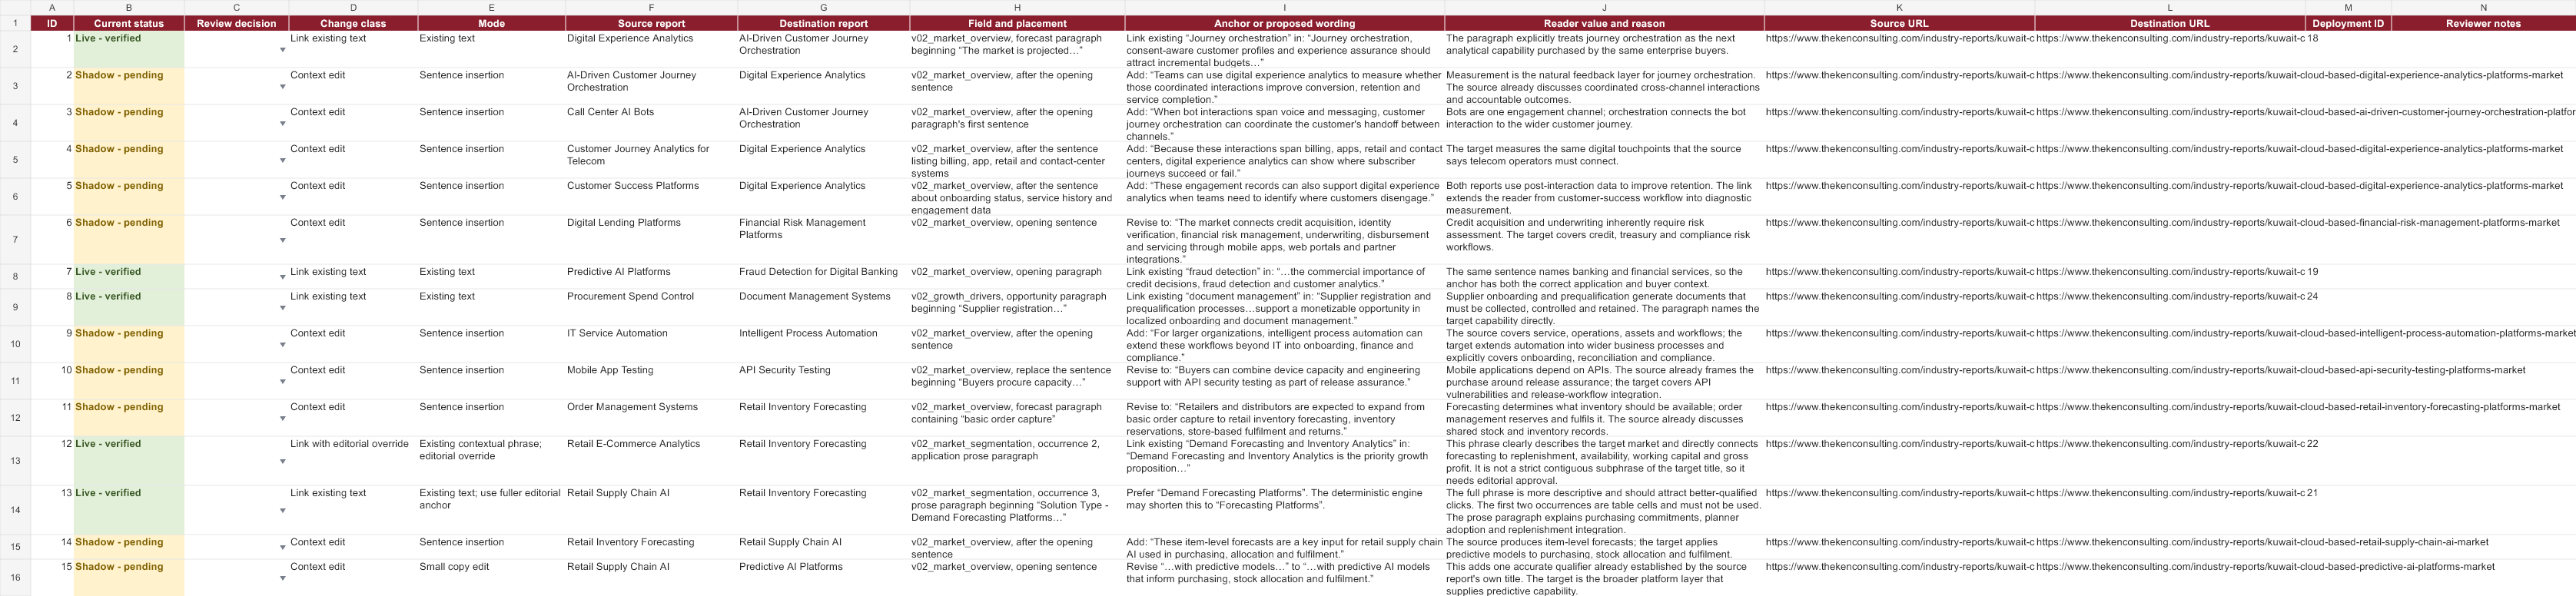 A B C D E F G H I J K L M N
1 ID Current status Review decision Change class Mode Source report Destination report Field and placement Anchor or proposed wording Reader value and reason Source URL Destination URL Deployment ID Reviewer notes
2
1 Live - verified
Link existing text
Existing text
Digital Experience Analytics
AI-Driven Customer Journey
Orchestration
v02_market_overview, forecast paragraph
beginning “The market is projected…”
Link existing “Journey orchestration” in: “Journey orchestration,
consent-aware customer profiles and experience assurance should
attract incremental budgets…”
The paragraph explicitly treats journey orchestration as the next
analytical capability purchased by the same enterprise buyers.
https://www.thekenconsulting.com/industry-reports/kuwait-c
https://www.thekenconsulting.com/industry-reports/kuwait-c
18
3
2 Shadow - pending
Context edit
Sentence insertion
AI-Driven Customer Journey
Orchestration
Digital Experience Analytics
v02_market_overview, after the opening
sentence
Add: “Teams can use digital experience analytics to measure whether
those coordinated interactions improve conversion, retention and
service completion.”
Measurement is the natural feedback layer for journey orchestration.
The source already discusses coordinated cross-channel interactions
and accountable outcomes.
https://www.thekenconsulting.com/industry-reports/kuwait-c
https://www.thekenconsulting.com/industry-reports/kuwait-cloud-based-digital-experience-analytics-platforms-market
4
3 Shadow - pending
Context edit
Sentence insertion
Call Center AI Bots
AI-Driven Customer Journey
Orchestration
v02_market_overview, after the opening
paragraph's first sentence
Add: “When bot interactions span voice and messaging, customer
journey orchestration can coordinate the customer's handoff between
channels.”
Bots are one engagement channel; orchestration connects the bot
interaction to the wider customer journey.
https://www.thekenconsulting.com/industry-reports/kuwait-c
https://www.thekenconsulting.com/industry-reports/kuwait-cloud-based-ai-driven-customer-journey-orchestration-platfor
5
4 Shadow - pending
Context edit
Sentence insertion
Customer Journey Analytics for
Telecom
Digital Experience Analytics
v02_market_overview, after the sentence
listing billing, app, retail and contact-center
systems
Add: “Because these interactions span billing, apps, retail and contact
centers, digital experience analytics can show where subscriber
journeys succeed or fail.”
The target measures the same digital touchpoints that the source
says telecom operators must connect.
https://www.thekenconsulting.com/industry-reports/kuwait-c
https://www.thekenconsulting.com/industry-reports/kuwait-cloud-based-digital-experience-analytics-platforms-market
6
5 Shadow - pending
Context edit
Sentence insertion
Customer Success Platforms
Digital Experience Analytics
v02_market_overview, after the sentence
about onboarding status, service history and
engagement data
Add: “These engagement records can also support digital experience
analytics when teams need to identify where customers disengage.”
Both reports use post-interaction data to improve retention. The link
extends the reader from customer-success workflow into diagnostic
measurement.
https://www.thekenconsulting.com/industry-reports/kuwait-c
https://www.thekenconsulting.com/industry-reports/kuwait-cloud-based-digital-experience-analytics-platforms-market
7
6 Shadow - pending
Context edit
Sentence insertion
Digital Lending Platforms
Financial Risk Management
Platforms
v02_market_overview, opening sentence
Revise to: “The market connects credit acquisition, identity
verification, financial risk management, underwriting, disbursement
and servicing through mobile apps, web portals and partner
integrations.”
Credit acquisition and underwriting inherently require risk
assessment. The target covers credit, treasury and compliance risk
workflows.
https://www.thekenconsulting.com/industry-reports/kuwait-c
https://www.thekenconsulting.com/industry-reports/kuwait-cloud-based-financial-risk-management-platforms-market
8
7 Live - verified
Link existing text
Existing text
Predictive AI Platforms
Fraud Detection for Digital Banking
v02_market_overview, opening paragraph
Link existing “fraud detection” in: “…the commercial importance of
credit decisions, fraud detection and customer analytics.”
The same sentence names banking and financial services, so the
anchor has both the correct application and buyer context.
https://www.thekenconsulting.com/industry-reports/kuwait-c
https://www.thekenconsulting.com/industry-reports/kuwait-c
19
9
8 Live - verified
Link existing text
Existing text
Procurement Spend Control
Document Management Systems
v02_growth_drivers, opportunity paragraph
beginning “Supplier registration…”
Link existing “document management” in: “Supplier registration and
prequalification processes…support a monetizable opportunity in
localized onboarding and document management.”
Supplier onboarding and prequalification generate documents that
must be collected, controlled and retained. The paragraph names the
target capability directly.
https://www.thekenconsulting.com/industry-reports/kuwait-c
https://www.thekenconsulting.com/industry-reports/kuwait-c
24
10
9 Shadow - pending
Context edit
Sentence insertion
IT Service Automation
Intelligent Process Automation
v02_market_overview, after the opening
sentence
Add: “For larger organizations, intelligent process automation can
extend these workflows beyond IT into onboarding, finance and
compliance.”
The source covers service, operations, assets and workflows; the
target extends automation into wider business processes and
explicitly covers onboarding, reconciliation and compliance.
https://www.thekenconsulting.com/industry-reports/kuwait-c
https://www.thekenconsulting.com/industry-reports/kuwait-cloud-based-intelligent-process-automation-platforms-market
11
10 Shadow - pending
Context edit
Sentence insertion
Mobile App Testing
API Security Testing
v02_market_overview, replace the sentence
beginning “Buyers procure capacity…”
Revise to: “Buyers can combine device capacity and engineering
support with API security testing as part of release assurance.”
Mobile applications depend on APIs. The source already frames the
purchase around release assurance; the target covers API
vulnerabilities and release-workflow integration.
https://www.thekenconsulting.com/industry-reports/kuwait-c
https://www.thekenconsulting.com/industry-reports/kuwait-cloud-based-api-security-testing-platforms-market
12
11 Shadow - pending
Context edit
Sentence insertion
Order Management Systems
Retail Inventory Forecasting
v02_market_overview, forecast paragraph
containing “basic order capture”
Revise to: “Retailers and distributors are expected to expand from
basic order capture to retail inventory forecasting, inventory
reservations, store-based fulfilment and returns.”
Forecasting determines what inventory should be available; order
management reserves and fulfils it. The source already discusses
shared stock and inventory records.
https://www.thekenconsulting.com/industry-reports/kuwait-c
https://www.thekenconsulting.com/industry-reports/kuwait-cloud-based-retail-inventory-forecasting-platforms-market
13
12 Live - verified
Link with editorial override
Existing contextual phrase;
editorial override
Retail E-Commerce Analytics
Retail Inventory Forecasting
v02_market_segmentation, occurrence 2,
application prose paragraph
Link existing “Demand Forecasting and Inventory Analytics” in:
“Demand Forecasting and Inventory Analytics is the priority growth
proposition…”
This phrase clearly describes the target market and directly connects
forecasting to replenishment, availability, working capital and gross
profit. It is not a strict contiguous subphrase of the target title, so it
needs editorial approval.
https://www.thekenconsulting.com/industry-reports/kuwait-c
https://www.thekenconsulting.com/industry-reports/kuwait-c
22
14
13 Live - verified
Link existing text
Existing text; use fuller editorial
anchor
Retail Supply Chain AI
Retail Inventory Forecasting
v02_market_segmentation, occurrence 3,
prose paragraph beginning “Solution Type -
Demand Forecasting Platforms…”
Prefer “Demand Forecasting Platforms”. The deterministic engine
may shorten this to “Forecasting Platforms”.
The full phrase is more descriptive and should attract better-qualified
clicks. The first two occurrences are table cells and must not be used.
The prose paragraph explains purchasing commitments, planner
adoption and replenishment integration.
https://www.thekenconsulting.com/industry-reports/kuwait-c
https://www.thekenconsulting.com/industry-reports/kuwait-c
21
15
14 Shadow - pending
Context edit
Sentence insertion
Retail Inventory Forecasting
Retail Supply Chain AI
v02_market_overview, after the opening
sentence
Add: “These item-level forecasts are a key input for retail supply chain
AI used in purchasing, allocation and fulfilment.”
The source produces item-level forecasts; the target applies
predictive models to purchasing, stock allocation and fulfilment.
https://www.thekenconsulting.com/industry-reports/kuwait-c
https://www.thekenconsulting.com/industry-reports/kuwait-cloud-based-retail-supply-chain-ai-market
16
15 Shadow - pending
Context edit
Small copy edit
Retail Supply Chain AI
Predictive AI Platforms
v02_market_overview, opening sentence
Revise “…with predictive models…” to “…with predictive AI models
that inform purchasing, stock allocation and fulfilment.”
This adds one accurate qualifier already established by the source
report's own title. The target is the broader platform layer that
supplies predictive capability.
https://www.thekenconsulting.com/industry-reports/kuwait-c
https://www.thekenconsulting.com/industry-reports/kuwait-cloud-based-predictive-ai-platforms-market